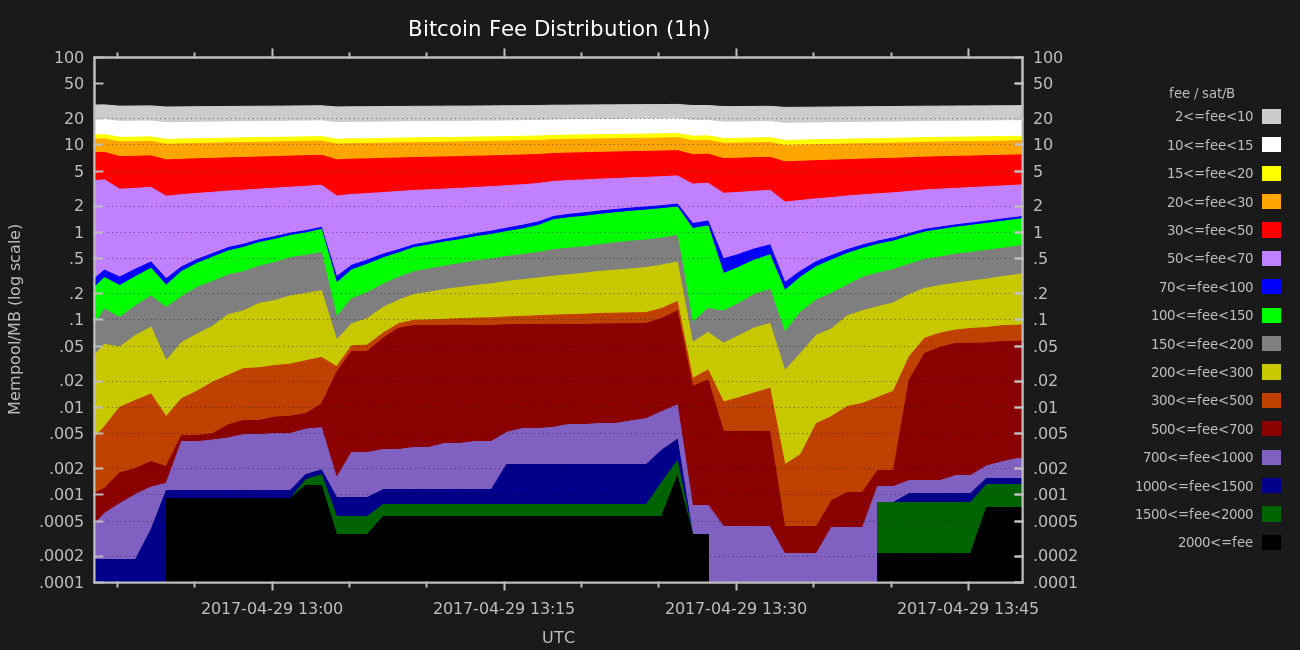 Bitcoin Fee Distribution (1h)
Mempool/MB (log scale)
100
50
20
10
5
2
1
.5
.2
.1
.05
.02
.01
.005
.002
.001
.0005
.0002
.0001
100
50
20
10
5
2
1
.5
.2
.1
.05
.02
.01
.005
.002
.001
.0005
.0002
.0001
2017-04-29 13:00
2017-04-29 13:15
2017-04-29 13:30
2017-04-29 13:45
UTC
fee / sat/B
2<=fee<10
10<=fee<15
15<=fee<20
20<=fee<30
30<=fee<50
50<=fee<70
70<=fee<100
100<=fee<150
150<=fee<200
200<=fee<300
300<=fee<500
500<=fee<700
700<=fee<1000
1000<=fee<1500
1500<=fee<2000
2000<=fee